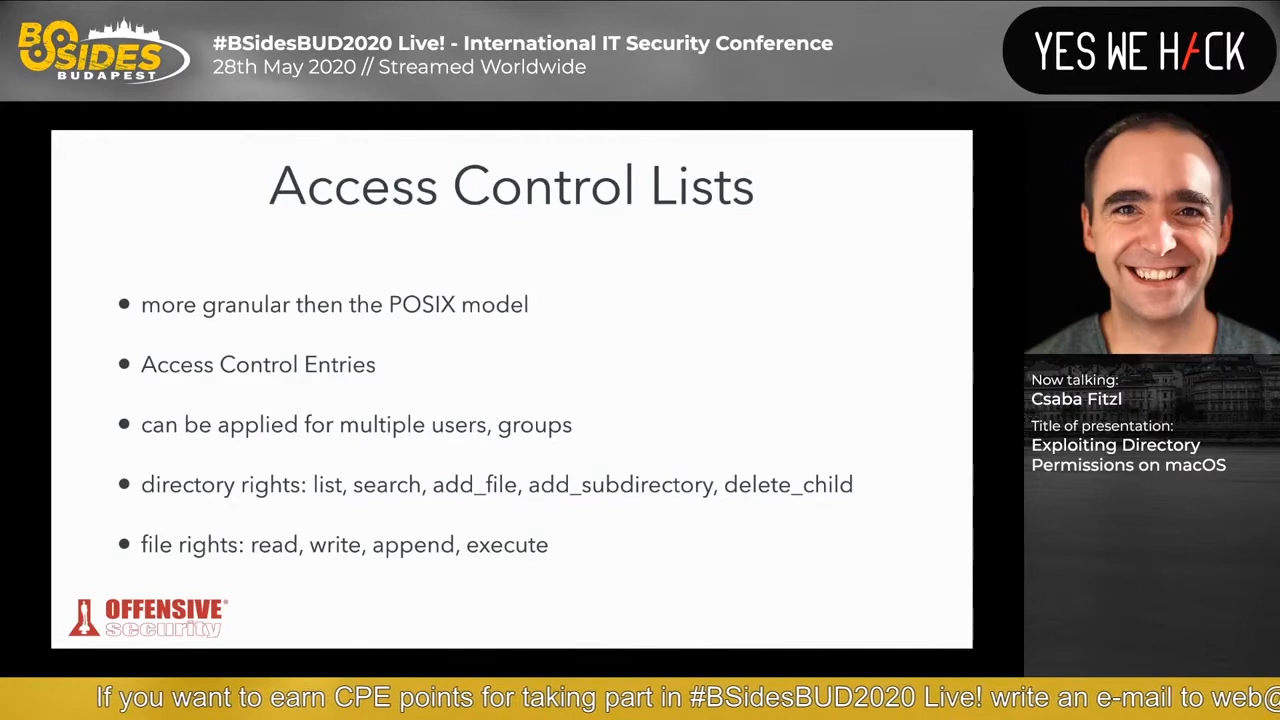 BSIDES
BUDAPEST
#BSidesBUD2020 Live! - International IT Security Conference
28th May 2020 // Streamed Worldwide
YES WE H/CK
Access Control Lists
• more granular then the POSIX model
• Access Control Entries
• can be applied for multiple users, groups
• directory rights: list, search, add_file, add_subdirectory, delete_child
• file rights: read, write, append, execute
OFFENSIVE®
security
Now talking:
Csaba Fitzl
Title of presentation:
Exploiting Directory
Permissions on macOS
If you want to earn CPE points for taking part in #BSidesBUD2020 Live! write an e-mail to web@